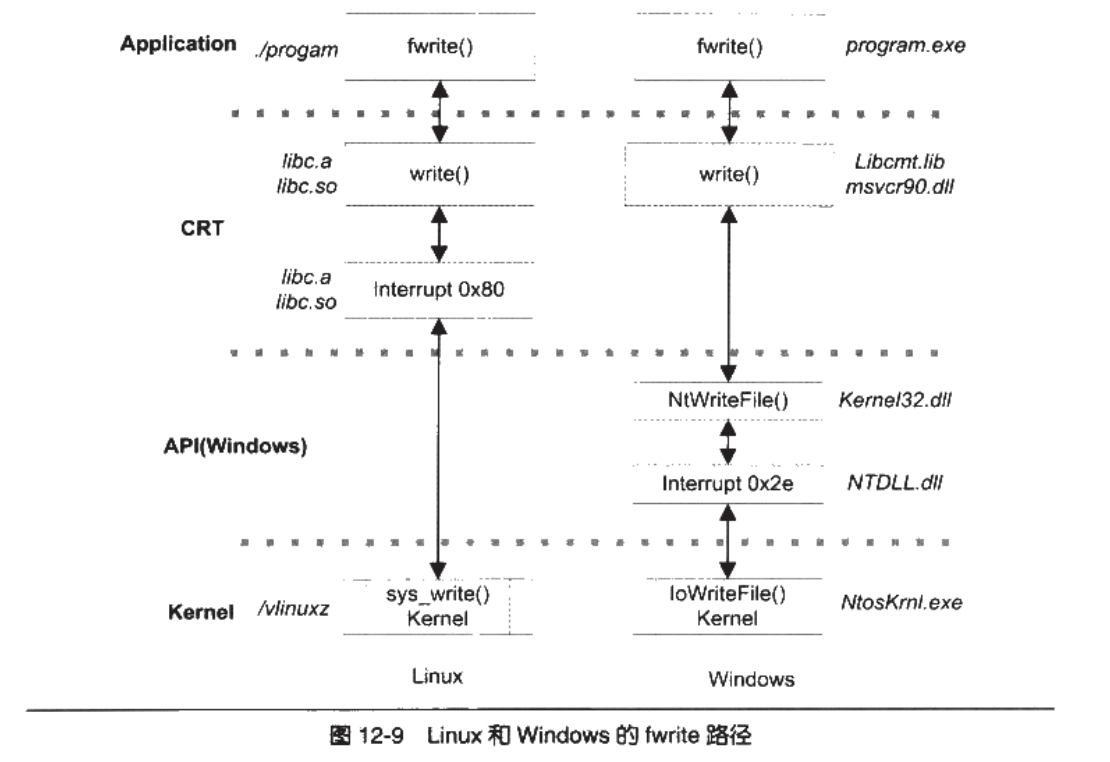 Application ./progam fwrite() fwrite() program.exe
libc.a
libc.so
write() write()
Libcmt.lib
msvcr90.dll
CRT
libc.a
libc.so
Interrupt 0x80
NtWriteFile() Kernel32.dll
API(Windows)
Interrupt 0x2e NTDLL.dll
Kernel /vlinuxz
sys_write()
Kernel
IoWriteFile()
Kernel
NtosKrnl.exe
Linux Windows
图 12-9 Linux 和 Windows 的 fwrite 路径